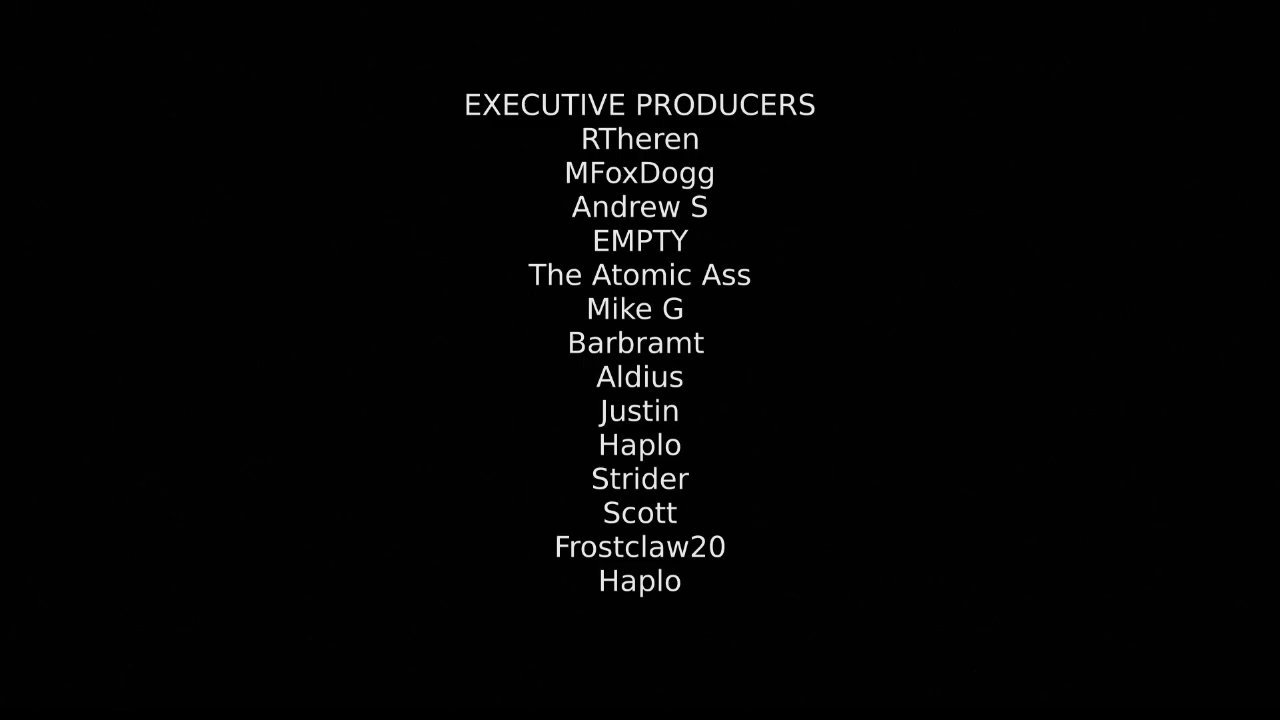 EXECUTIVE PRODUCERS
RTheren
MFoxDogg
Andrew S
EMPTY
The Atomic Ass
Mike G
Barbramt
Aldius
Justin
Haplo
Strider
Scott
Frostclaw20
Haplo